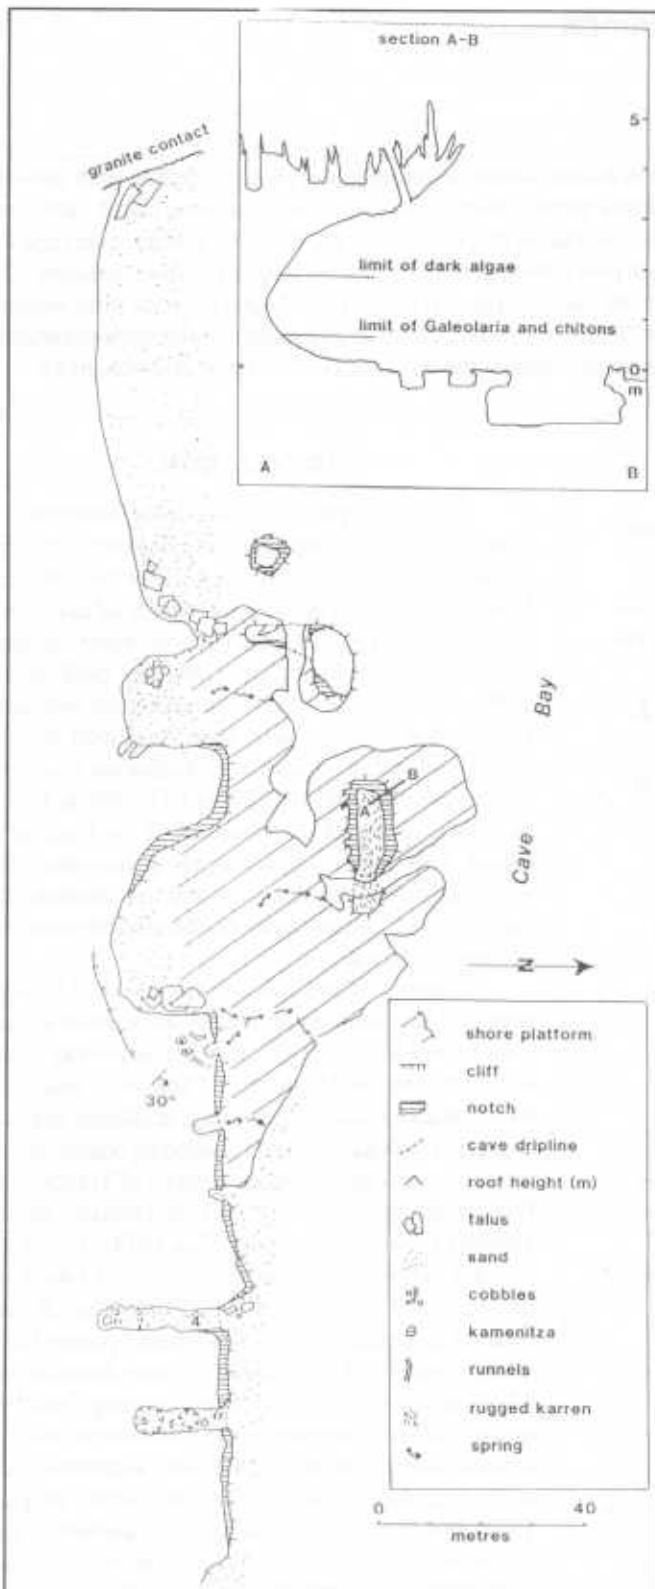 section A-B
5
granite contact
limit of dark algae
limit of Galeolaria and chitons
0
m
A
B
Bay
B
A
Cave
N
30°
4
shore platform
cliff
notch
cave dripline
roof height (m)
talus
sand
cobbles
kamenitza
runnels
rugged karren
spring
0
40
metres